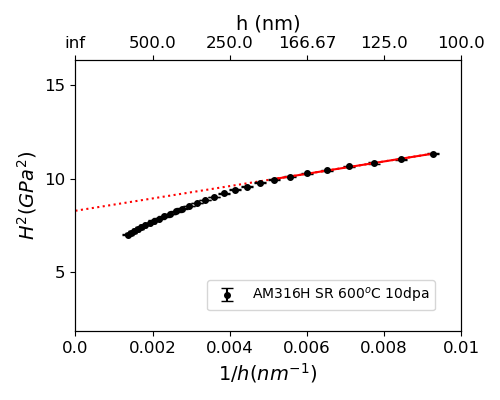 h (nm)
inf 500.0 250.0 166.67 125.0 100.0
15
10
5
H²(GPa²)
AM316H SR 600°C 10dpa
0.0 0.002 0.004 0.006 0.008 0.01
1/h(nm⁻¹)